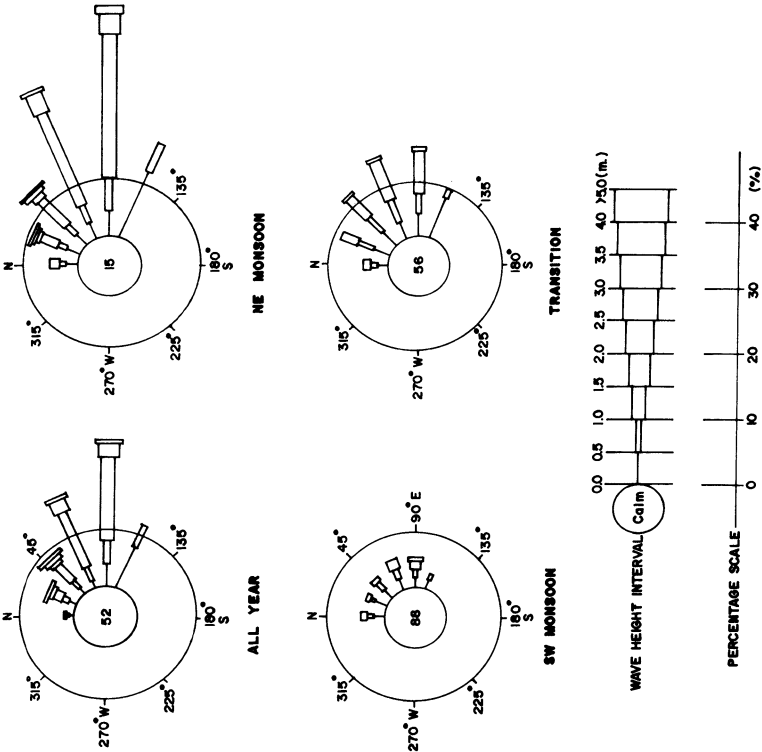 N
315°
270° W
225°
180°
S
135°
15
NE MONSOON
N
315°
270° W
225°
180°
S
135°
56
TRANSITION
N
45°
315°
270° W
225°
180°
S
135°
52
ALL YEAR
N
45°
90° E
315°
270° W
225°
180°
S
135°
88
SW MONSOON
0.0 0.5 1.0 1.5 2.0 2.5 3.0 3.5 4.0 >5.0 (m.)
Calm
WAVE HEIGHT INTERVAL
0 10 20 30 40 (%)
PERCENTAGE SCALE